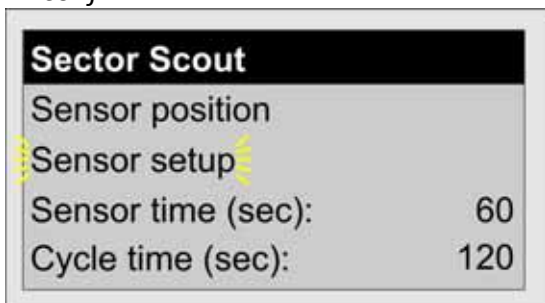 Sector Scout
Sensor position
Sensor setup
Sensor time (sec): 60
Cycle time (sec): 120